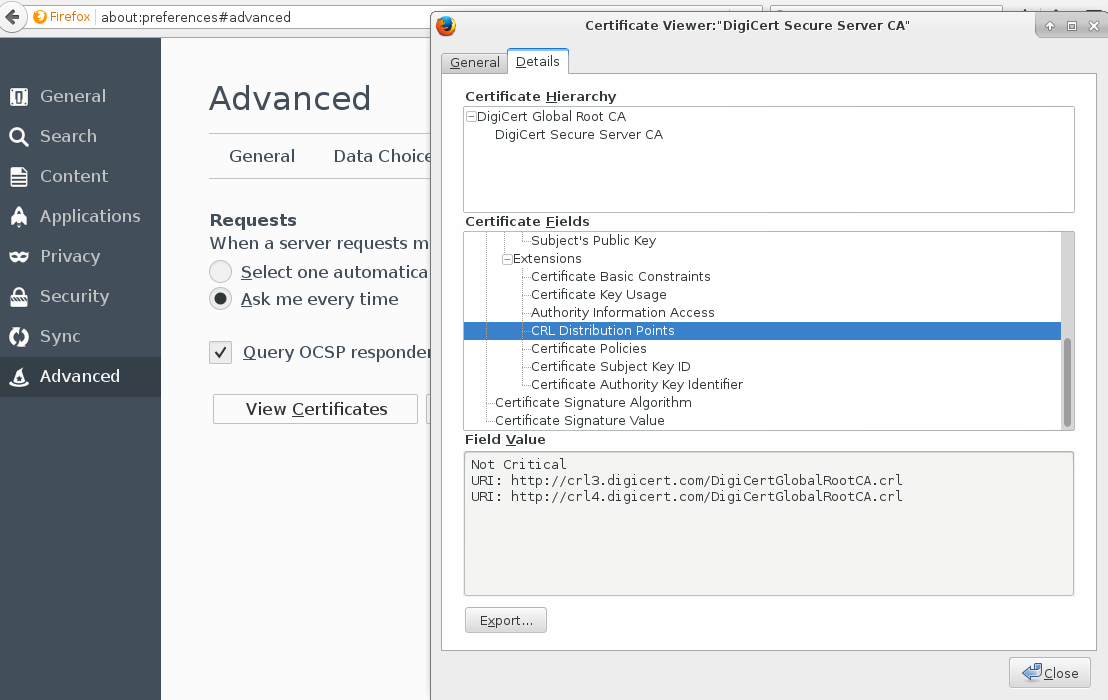 Firefox
about:preferences#advanced
General
Search
Content
Applications
Privacy
Security
Sync
Advanced
Advanced
General
Data Choice
Requests
When a server requests m
Select one automatica
Ask me every time
Query OCSP responder
View Certificates
Certificate Viewer:"DigiCert Secure Server CA"
General
Details
Certificate Hierarchy
DigiCert Global Root CA
DigiCert Secure Server CA
Certificate Fields
Subject's Public Key
Extensions
Certificate Basic Constraints
Certificate Key Usage
Authority Information Access
CRL Distribution Points
Certificate Policies
Certificate Subject Key ID
Certificate Authority Key Identifier
Certificate Signature Algorithm
Certificate Signature Value
Field Value
Not Critical
URI: http://crl3.digicert.com/DigiCertGlobalRootCA.crl
URI: http://crl4.digicert.com/DigiCertGlobalRootCA.crl
Export...
Close